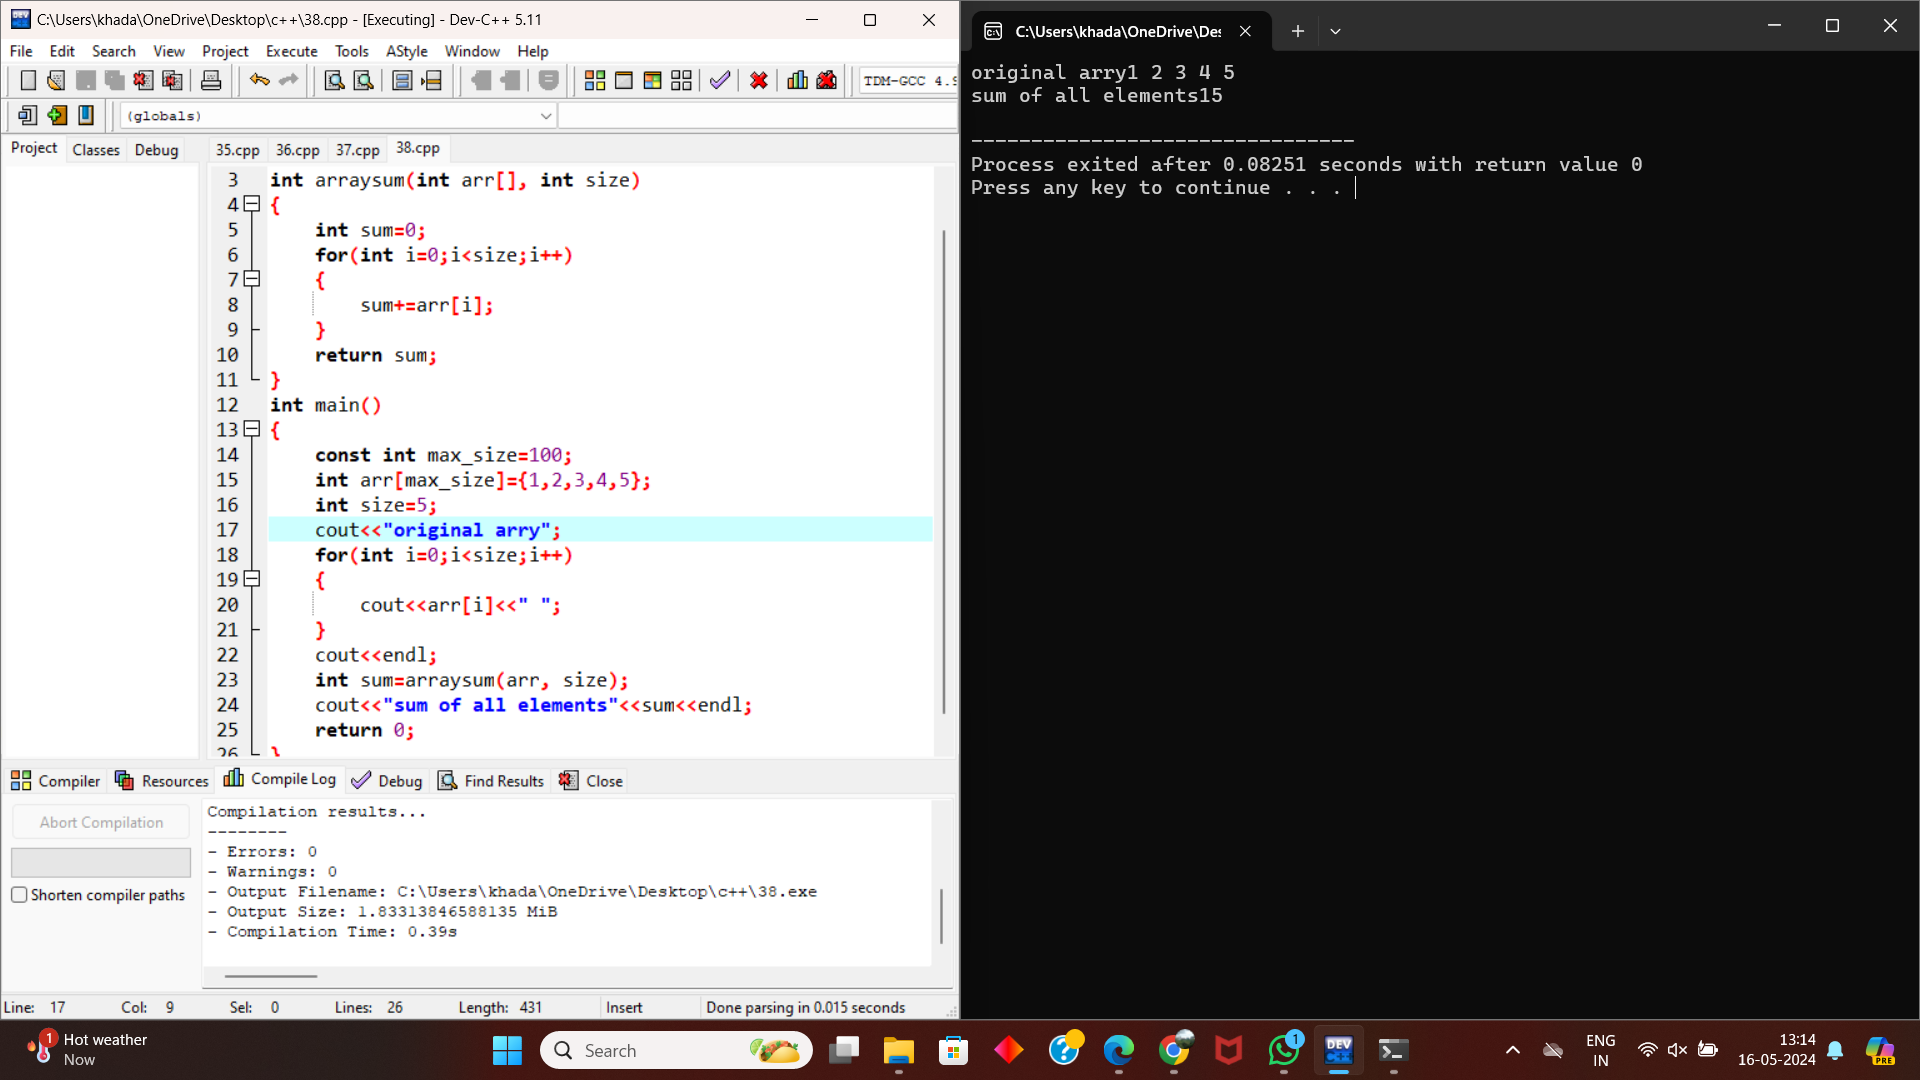 C:\Users\khada\OneDrive\Desktop\c++\38.cpp - [Executing] - Dev-C++ 5.11
File Edit Search View Project Execute Tools AStyle Window Help
TDM-GCC 4.9
(globals)
Project Classes Debug
35.cpp 36.cpp 37.cpp 38.cpp
3 int arraysum(int arr[], int size)
4 {
5 int sum=0;
6 for(int i=0;i<size;i++)
7 {
8 sum+=arr[i];
9 }
10 return sum;
11 }
12 int main()
13 {
14 const int max_size=100;
15 int arr[max_size]={1,2,3,4,5};
16 int size=5;
17 cout<<"original arry";
18 for(int i=0;i<size;i++)
19 {
20 cout<<arr[i]<<" ";
21 }
22 cout<<endl;
23 int sum=arraysum(arr, size);
24 cout<<"sum of all elements"<<sum<<endl;
25 return 0;
26 }
Compiler Resources Compile Log Debug Find Results Close
Abort Compilation
Shorten compiler paths
Compilation results...
--------
- Errors: 0
- Warnings: 0
- Output Filename: C:\Users\khada\OneDrive\Desktop\c++\38.exe
- Output Size: 1.83313846588135 MiB
- Compilation Time: 0.39s
Line: 17 Col: 9 Sel: 0 Lines: 26 Length: 431 Insert Done parsing in 0.015 seconds
C:\Users\khada\OneDrive\Des
original arry1 2 3 4 5
sum of all elements15
--------------------------------
Process exited after 0.08251 seconds with return value 0
Press any key to continue . . .
1
Hot weather
Now
Search
DEV
C++
1
ENG
IN
13:14
16-05-2024
PRE